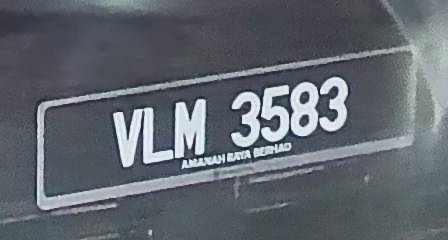 VLM 3583
AMANAH RAYA BERHAD